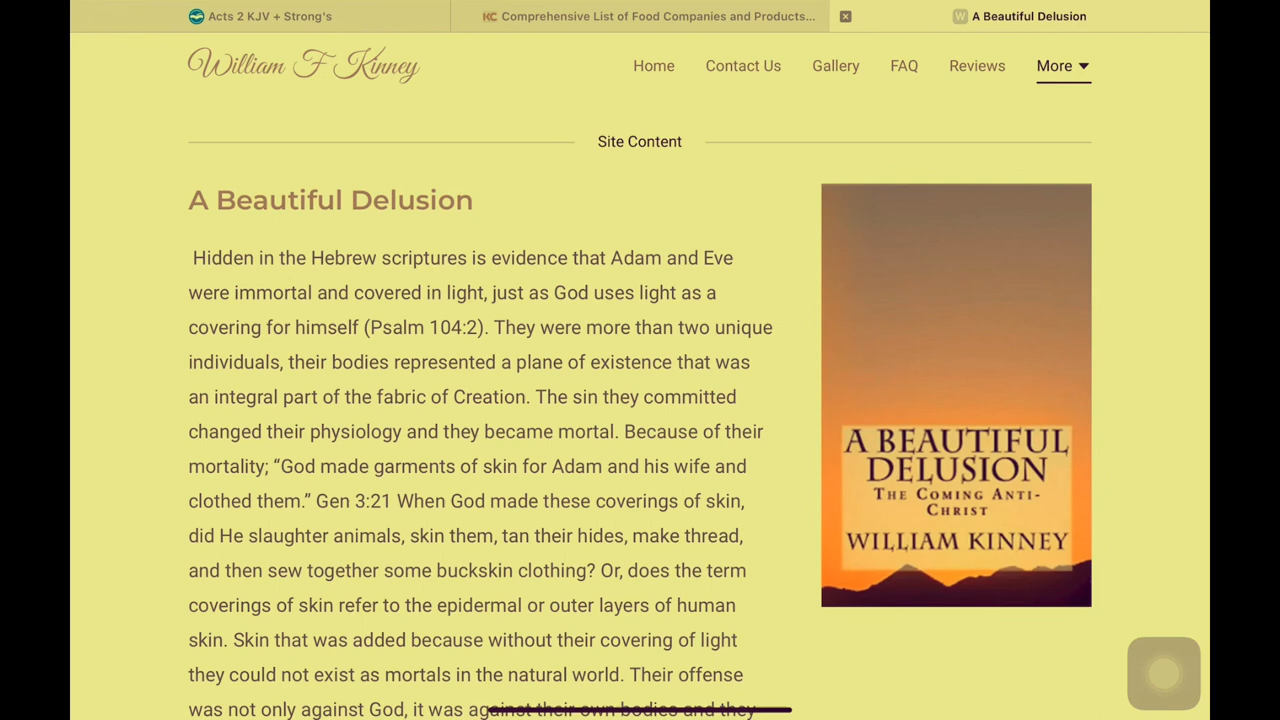 Acts 2 KJV + Strong's
KC Comprehensive List of Food Companies and Products...
W A Beautiful Delusion
William F Kinney
Home Contact Us Gallery FAQ Reviews More
Site Content
A Beautiful Delusion
Hidden in the Hebrew scriptures is evidence that Adam and Eve
were immortal and covered in light, just as God uses light as a
covering for himself (Psalm 104:2). They were more than two unique
individuals, their bodies represented a plane of existence that was
an integral part of the fabric of Creation. The sin they committed
changed their physiology and they became mortal. Because of their
mortality; “God made garments of skin for Adam and his wife and
clothed them.” Gen 3:21 When God made these coverings of skin,
did He slaughter animals, skin them, tan their hides, make thread,
and then sew together some buckskin clothing? Or, does the term
coverings of skin refer to the epidermal or outer layers of human
skin. Skin that was added because without their covering of light
they could not exist as mortals in the natural world. Their offense
was not only against God, it was against their own bodies and they
A BEAUTIFUL
DELUSION
THE COMING ANTI-
CHRIST
WILLIAM KINNEY